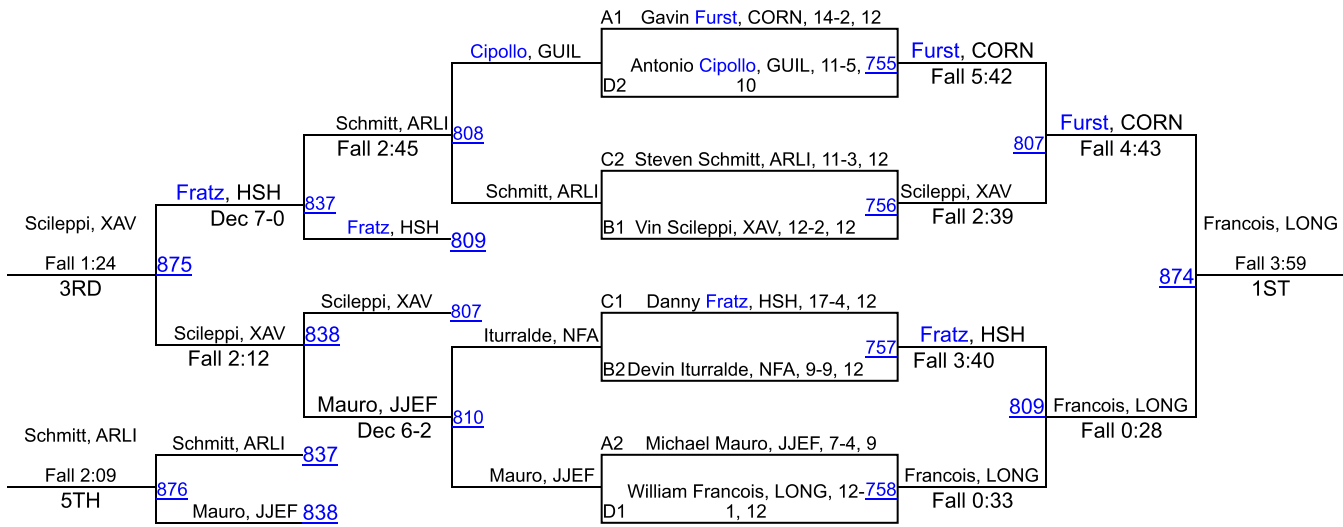 A1 Gavin Furst, CORN, 14-2, 12
Cipollo, GUIL
Antonio Cipollo, GUIL, 11-5,
10
D2
755
Furst, CORN
Fall 5:42
Schmitt, ARLI
Fall 2:45
808
807
Furst, CORN
Fall 4:43
C2 Steven Schmitt, ARLI, 11-3, 12
Schmitt, ARLI
756
Scileppi, XAV
Fall 2:39
B1 Vin Scileppi, XAV, 12-2, 12
Fratz, HSH
Dec 7-0
837
Fratz, HSH
809
Scileppi, XAV
Fall 1:24
3RD
875
Francois, LONG
Fall 3:59
1ST
874
Scileppi, XAV
807
C1 Danny Fratz, HSH, 17-4, 12
Iturralde, NFA
757
Fratz, HSH
Fall 3:40
B2 Devin Iturralde, NFA, 9-9, 12
Scileppi, XAV
Fall 2:12
838
Mauro, JJEF
Dec 6-2
810
809
Francois, LONG
Fall 0:28
A2 Michael Mauro, JJEF, 7-4, 9
Mauro, JJEF
William Francois, LONG, 12-
1, 12
D1
758
Francois, LONG
Fall 0:33
Schmitt, ARLI
Fall 2:09
5TH
876
Schmitt, ARLI
837
Mauro, JJEF
838